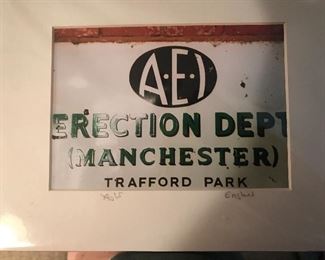 A·E·I
ERECTION DEPT
(MANCHESTER)
TRAFFORD PARK
England